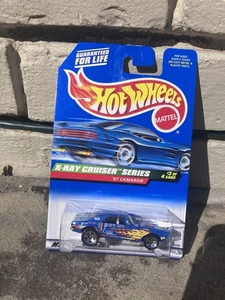 GUARANTEED
FOR LIFE
Hot Wheels
MATTEL
X-RAY CRUISER SERIES
'67 CAMARO®
#3 OF
4 CARS